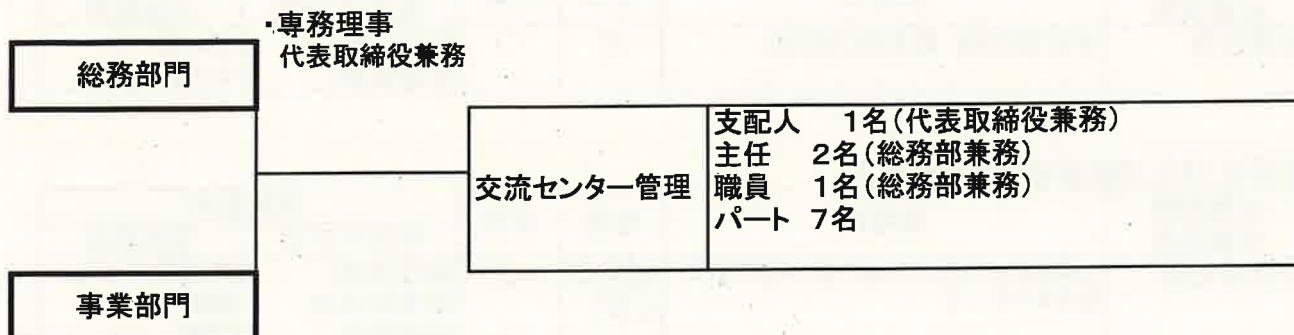 ・専務理事
代表取締役兼務
総務部門
交流センター管理
支配人　1名(代表取締役兼務)
主任　2名(総務部兼務)
職員　1名(総務部兼務)
パート　7名
事業部門